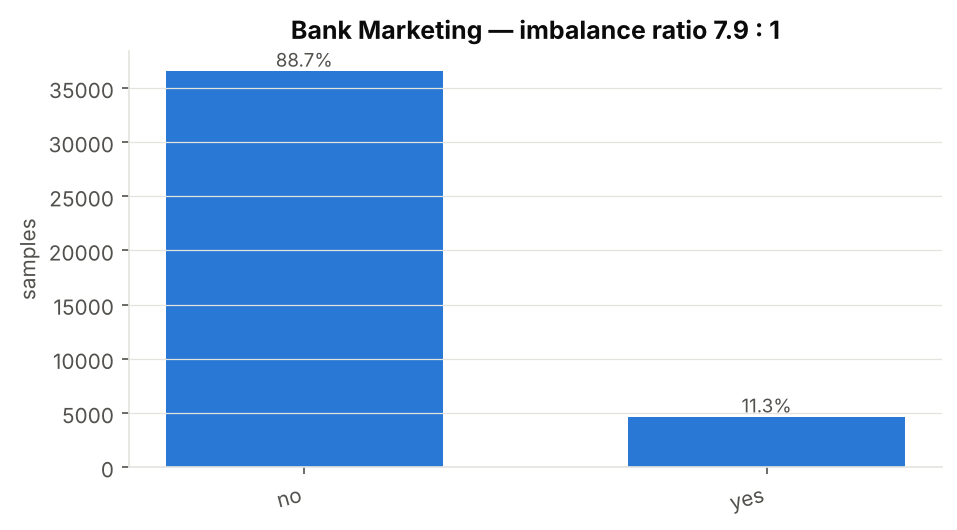 Bank Marketing — imbalance ratio 7.9 : 1
88.7%
35000
30000
25000
20000
15000
10000
5000
0
samples
11.3%
no
yes